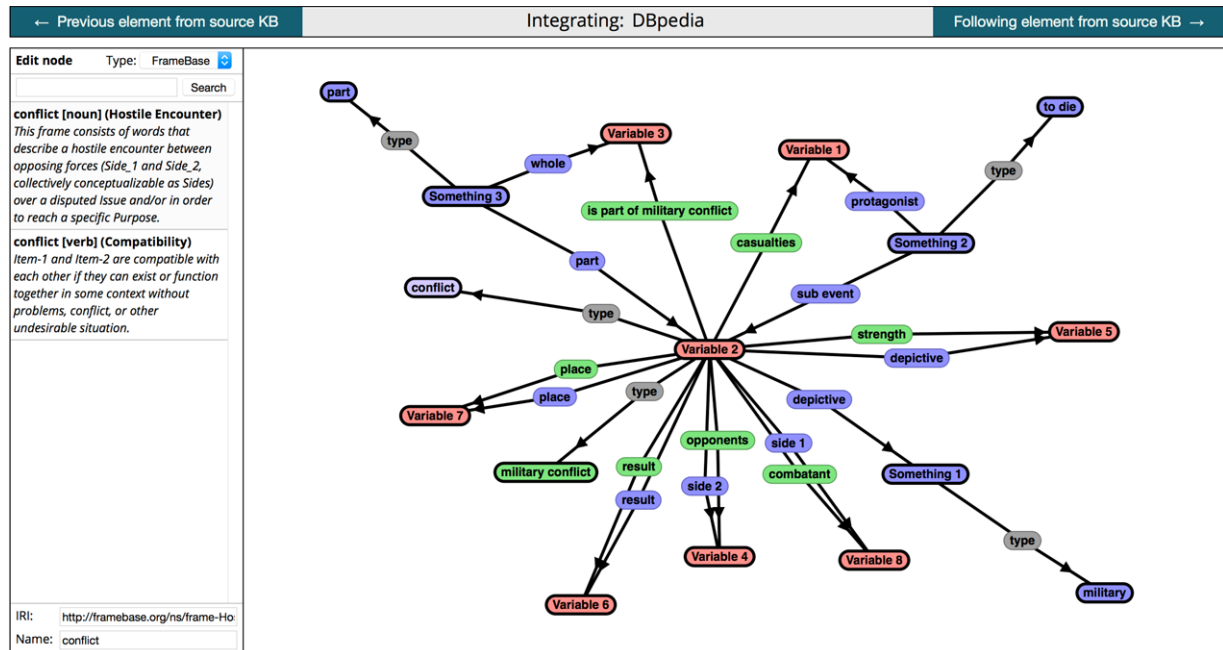 ← Previous element from source KB
Integrating: DBpedia
Following element from source KB →
Edit node
Type: FrameBase
Search
conflict [noun] (Hostile Encounter)
This frame consists of words that
describe a hostile encounter between
opposing forces (Side_1 and Side_2,
collectively conceptualizable as Sides)
over a disputed Issue and/or in order
to reach a specific Purpose.
conflict [verb] (Compatibility)
Item-1 and Item-2 are compatible with
each other if they can exist or function
together in some context without
problems, conflict, or other
undesirable situation.
IRI: http://framebase.org/ns/frame-Ho
Name: conflict
part
to die
type
Variable 3
Variable 1
whole
type
Something 3
protagonist
is part of military conflict
casualties
Something 2
part
conflict
sub event
type
strength
Variable 5
Variable 2
depictive
place
type
place
depictive
Variable 7
opponents
side 1
military conflict
result
combatant
Something 1
side 2
result
type
Variable 4
Variable 8
Variable 6
military